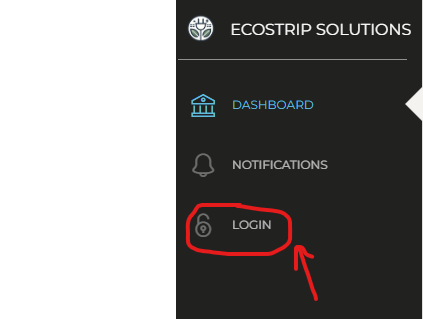 ECOSTRIP SOLUTIONS
DASHBOARD
NOTIFICATIONS
LOGIN